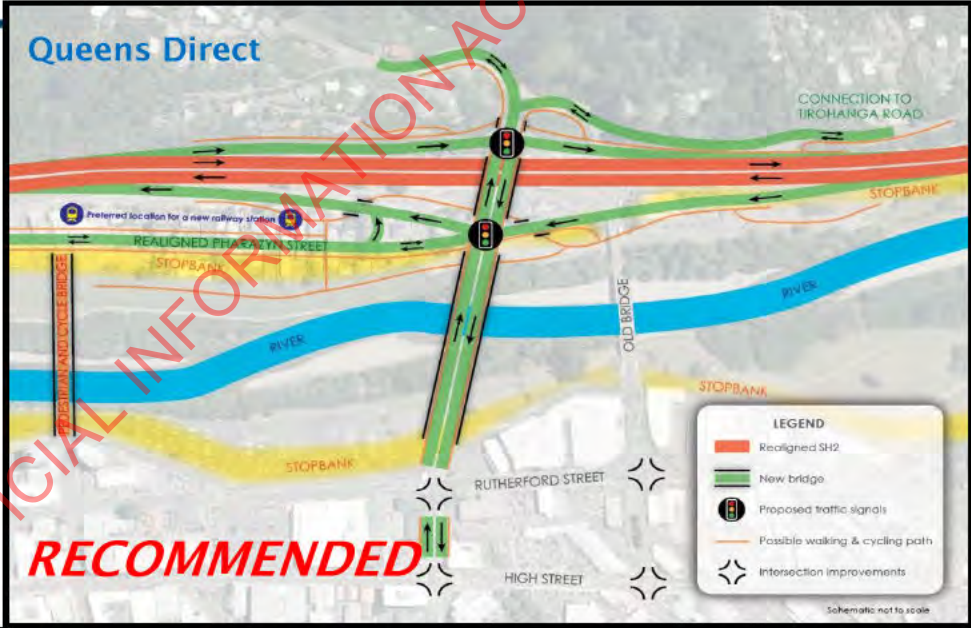 Queens Direct
CIAL INFORMATION AC
CONNECTION TO
TIROHANGA ROAD
STOPBANK
Preferred location for a new railway station
REALIGNED PHARAZYN STREET
STOPBANK
PEDESTRIAN AND CYCLE BRIDGE
RIVER
OLD BRIDGE
RIVER
STOPBANK
STOPBANK
RUTHERFORD STREET
HIGH STREET
RECOMMENDED
LEGEND
Realigned SH2
New bridge
Proposed traffic signals
Possible walking & cycling path
Intersection improvements
Schematic not to scale